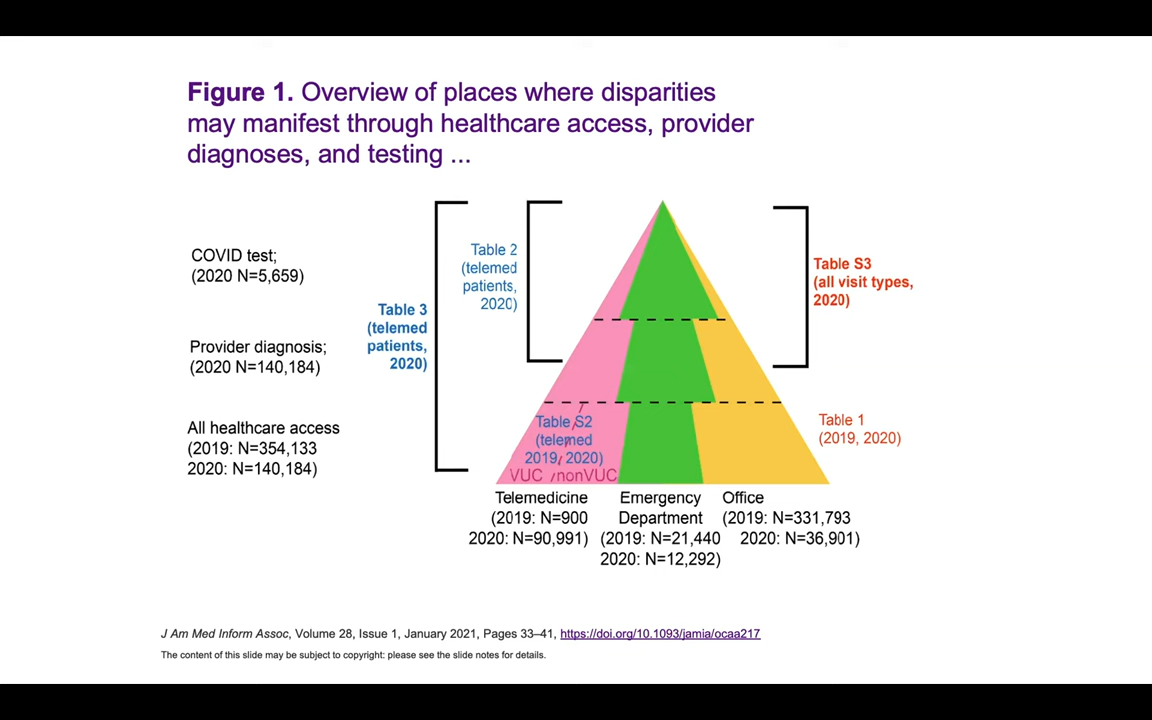 Figure 1. Overview of places where disparities
may manifest through healthcare access, provider
diagnoses, and testing ...
COVID test;
(2020 N=5,659)
Provider diagnosis;
(2020 N=140,184)
All healthcare access
(2019: N=354,133
2020: N=140,184)
Table 3
(telemed
patients,
2020)
Table 2
(telemed
patients,
2020)
Table S2
(telemed
2019, 2020)
VUC / nonVUC
Table S3
(all visit types,
2020)
Table 1
(2019, 2020)
Telemedicine
(2019: N=900
2020: N=90,991)
Emergency
Department
(2019: N=21,440
2020: N=12,292)
Office
(2019: N=331,793
2020: N=36,901)
J Am Med Inform Assoc, Volume 28, Issue 1, January 2021, Pages 33–41, https://doi.org/10.1093/jamia/ocaa217
The content of this slide may be subject to copyright: please see the slide notes for details.